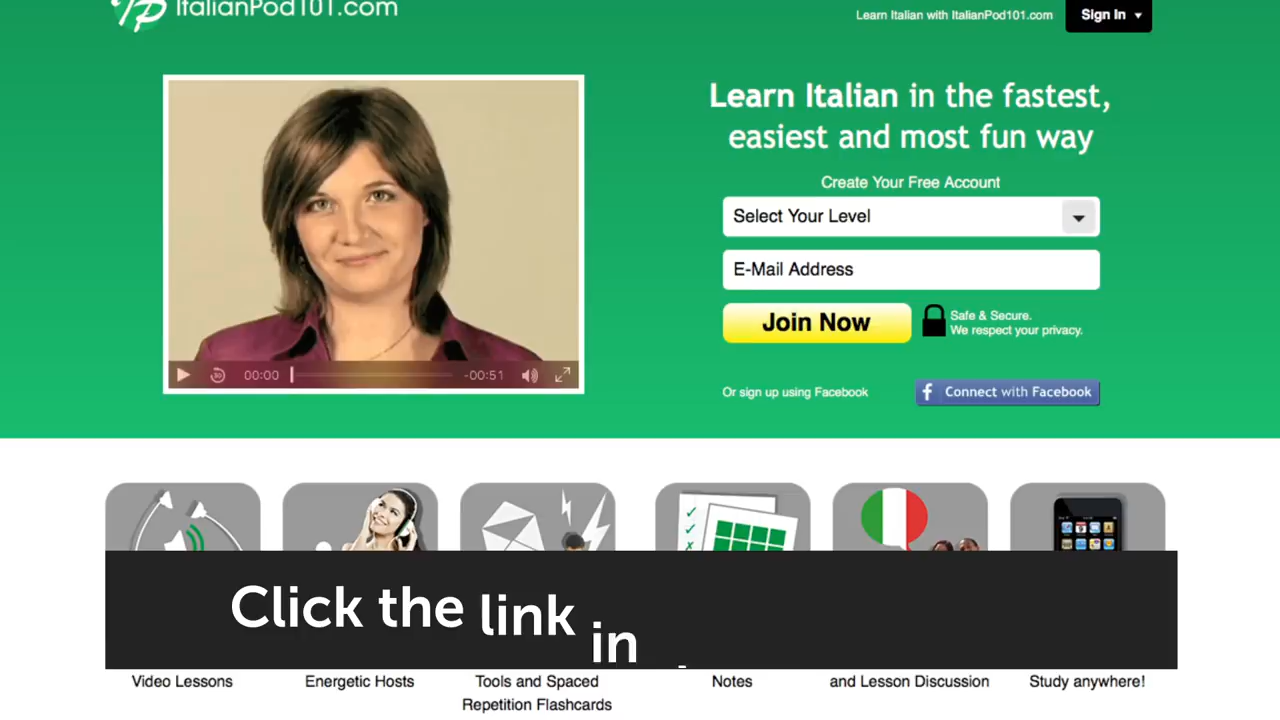 ItalianPod101.com
Learn Italian with ItalianPod101.com
Sign In
Learn Italian in the fastest,
easiest and most fun way
Create Your Free Account
Select Your Level
E-Mail Address
Join Now
Safe & Secure.
We respect your privacy.
00:00
-00:51
Or sign up using Facebook
f Connect with Facebook
Click the link in
Video Lessons
Energetic Hosts
Tools and Spaced
Repetition Flashcards
Notes
and Lesson Discussion
Study anywhere!